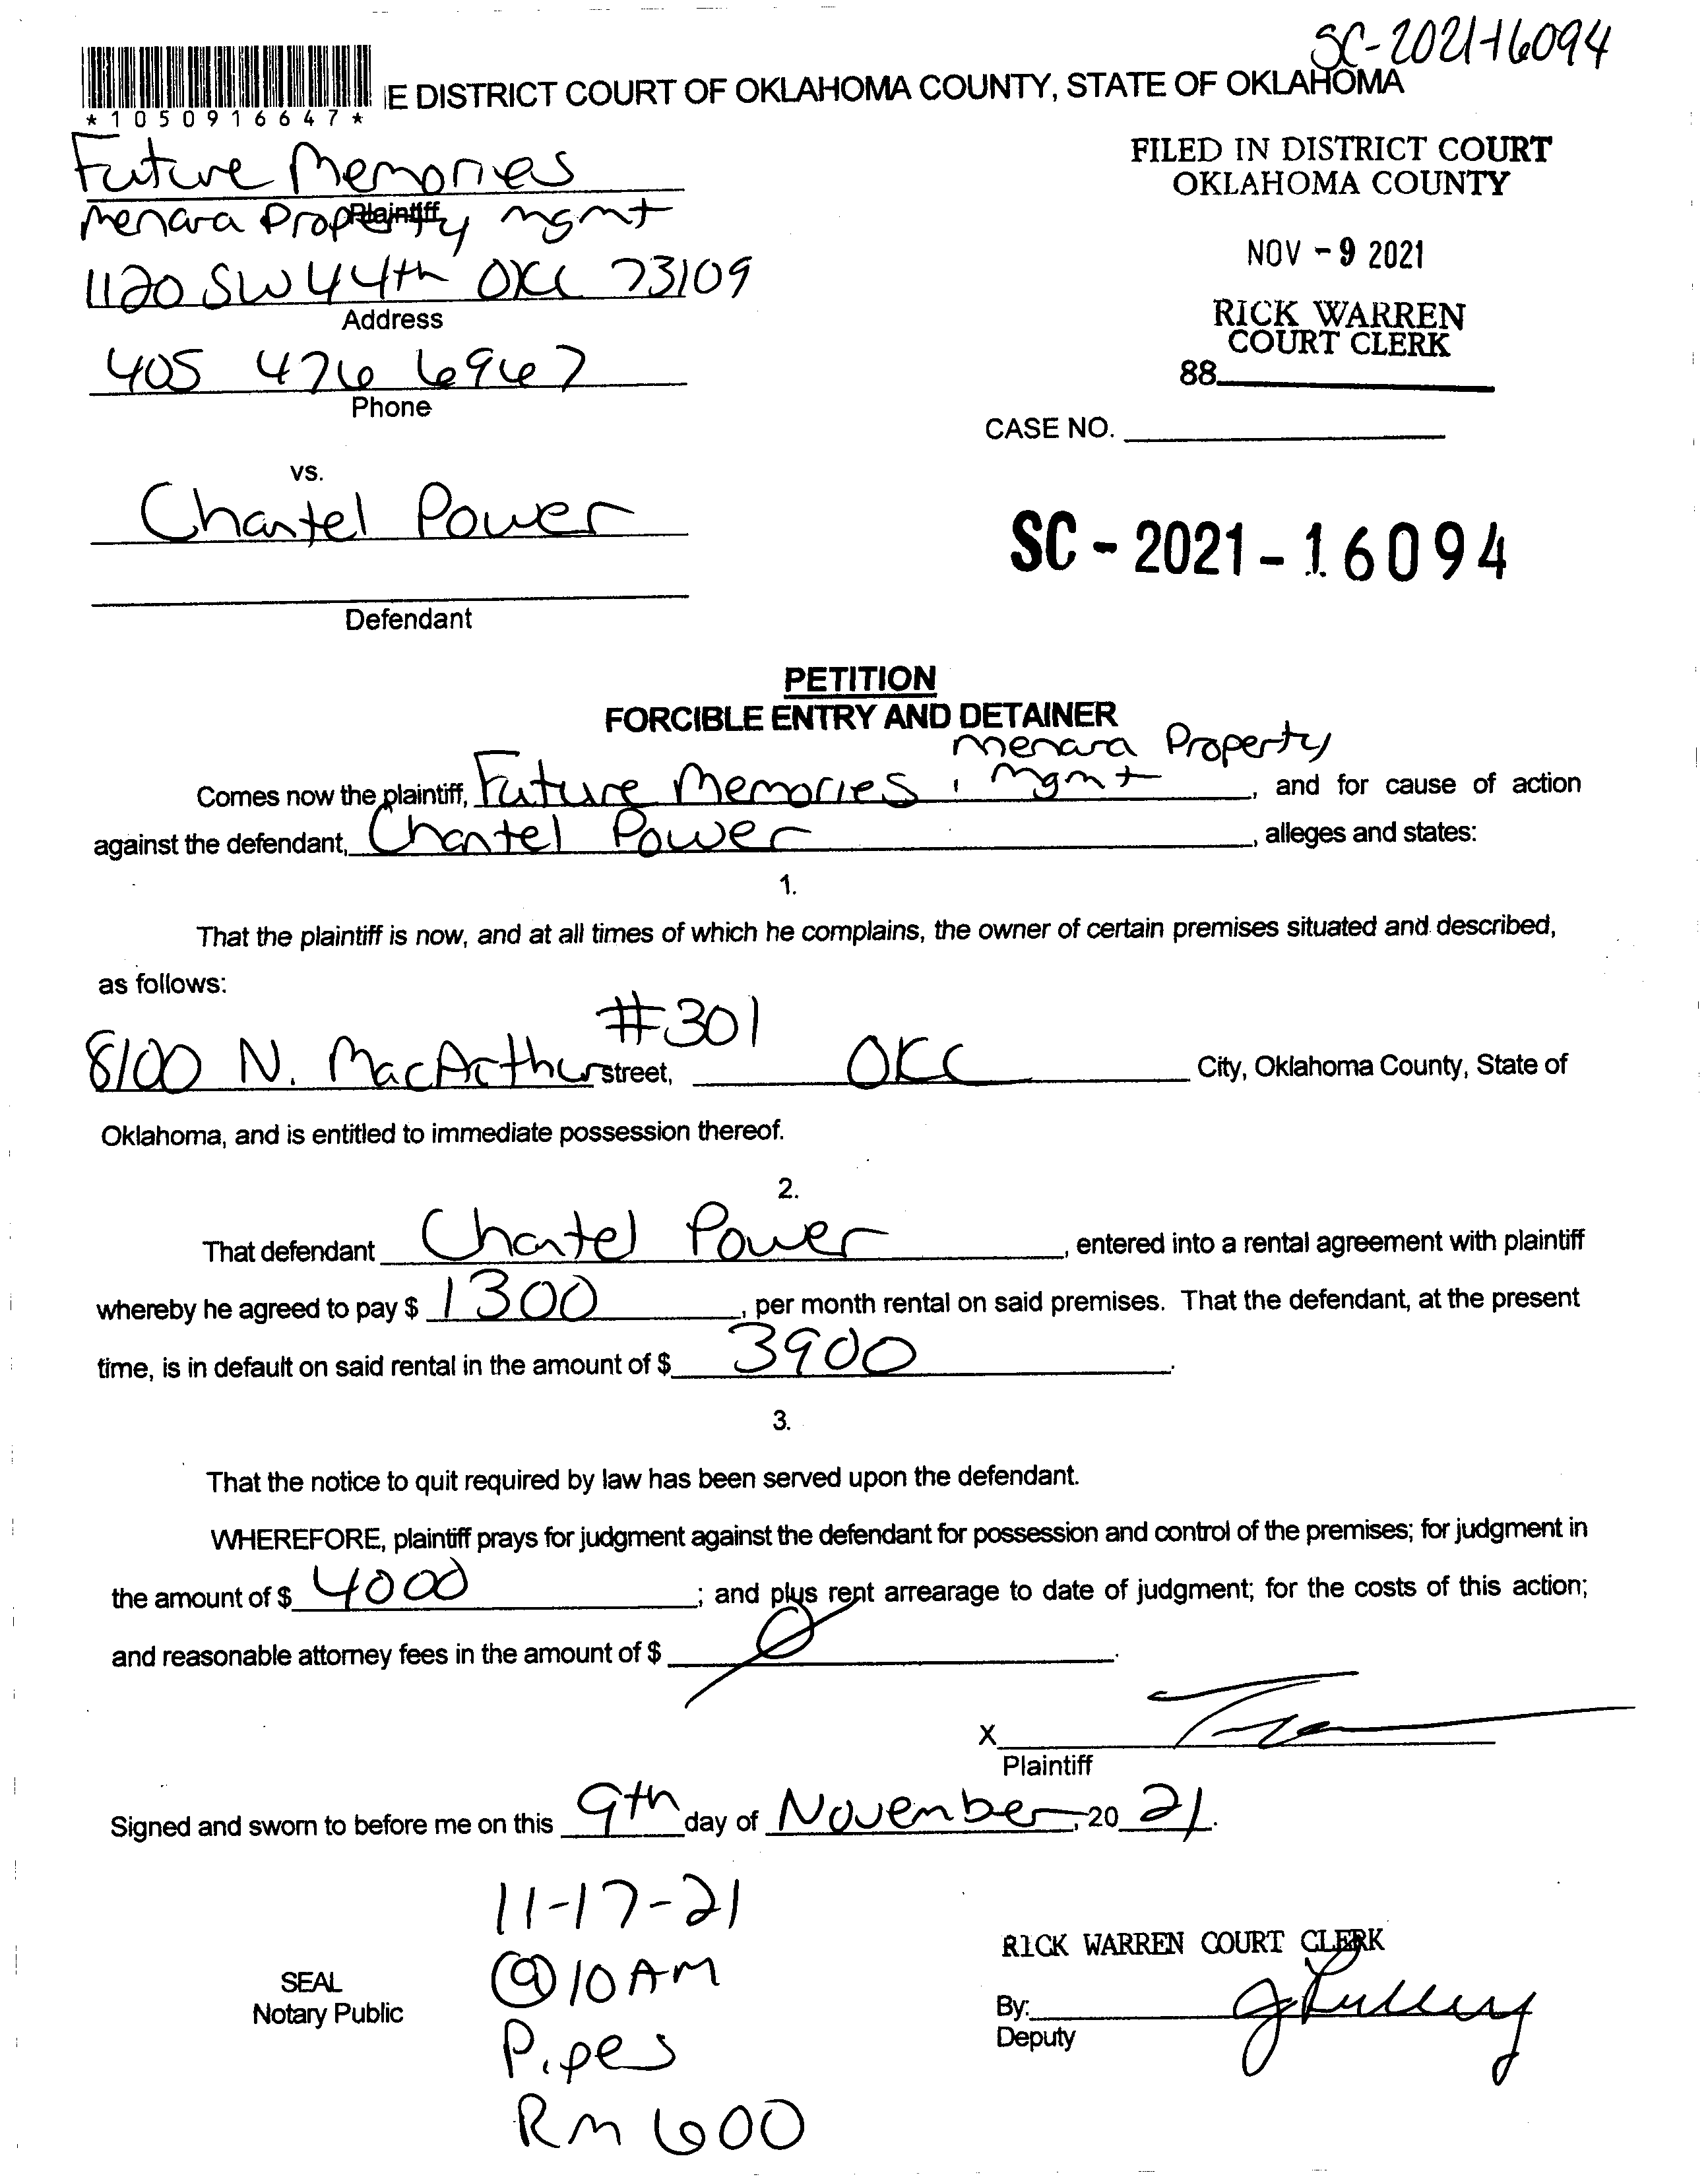 SC-2021-16094
*1050916647*
E DISTRICT COURT OF OKLAHOMA COUNTY, STATE OF OKLAHOMA
Future Memories
Plaintiff
Menara Property mgmt
1120 SW 44th OKC 73109
Address
405 476 6967
Phone
FILED IN DISTRICT COURT
OKLAHOMA COUNTY
NOV - 9 2021
RICK WARREN
COURT CLERK
88
CASE NO.
vs.
Chantel Power
Defendant
SC - 2021 - 16094
PETITION
FORCIBLE ENTRY AND DETAINER
Menara Property
Comes now the plaintiff, Future Memories, mgmt, and for cause of action
against the defendant, Chantel Power, alleges and states:
1.
That the plaintiff is now, and at all times of which he complains, the owner of certain premises situated and described,
as follows:
#301
8100 N. MacArthur street, OKC City, Oklahoma County, State of
Oklahoma, and is entitled to immediate possession thereof.
2.
That defendant Chantel Power, entered into a rental agreement with plaintiff
whereby he agreed to pay $ 1300, per month rental on said premises. That the defendant, at the present
time, is in default on said rental in the amount of $ 3900.
3.
That the notice to quit required by law has been served upon the defendant.
WHEREFORE, plaintiff prays for judgment against the defendant for possession and control of the premises; for judgment in
the amount of $ 4000; and plus rent arrearage to date of judgment; for the costs of this action;
and reasonable attorney fees in the amount of $ 0.
X
Plaintiff
Signed and sworn to before me on this 9th day of November, 20 21.
11-17-21
@10AM
Pipes
Rm 600
SEAL
Notary Public
RICK WARREN COURT CLERK
By:
Deputy